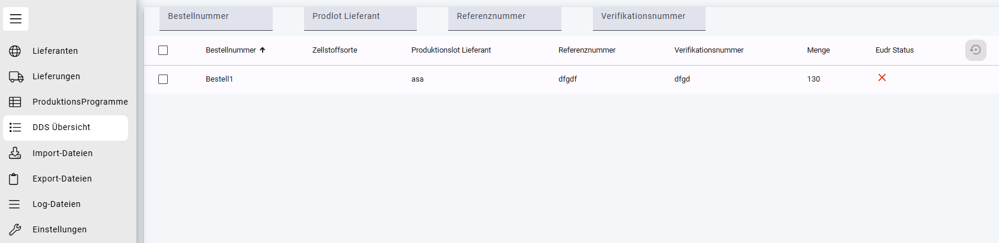 Lieferanten
Lieferungen
ProduktionsProgramme
DDS Übersicht
Import-Dateien
Export-Dateien
Log-Dateien
Einstellungen
Bestellnummer Prodlot Lieferant Referenznummer Verifikationsnummer
Bestellnummer Zellstoffsorte Produktionslot Lieferant Referenznummer Verifikationsnummer Menge Eudr Status
Bestell1 asa dfgdf dfgd 130